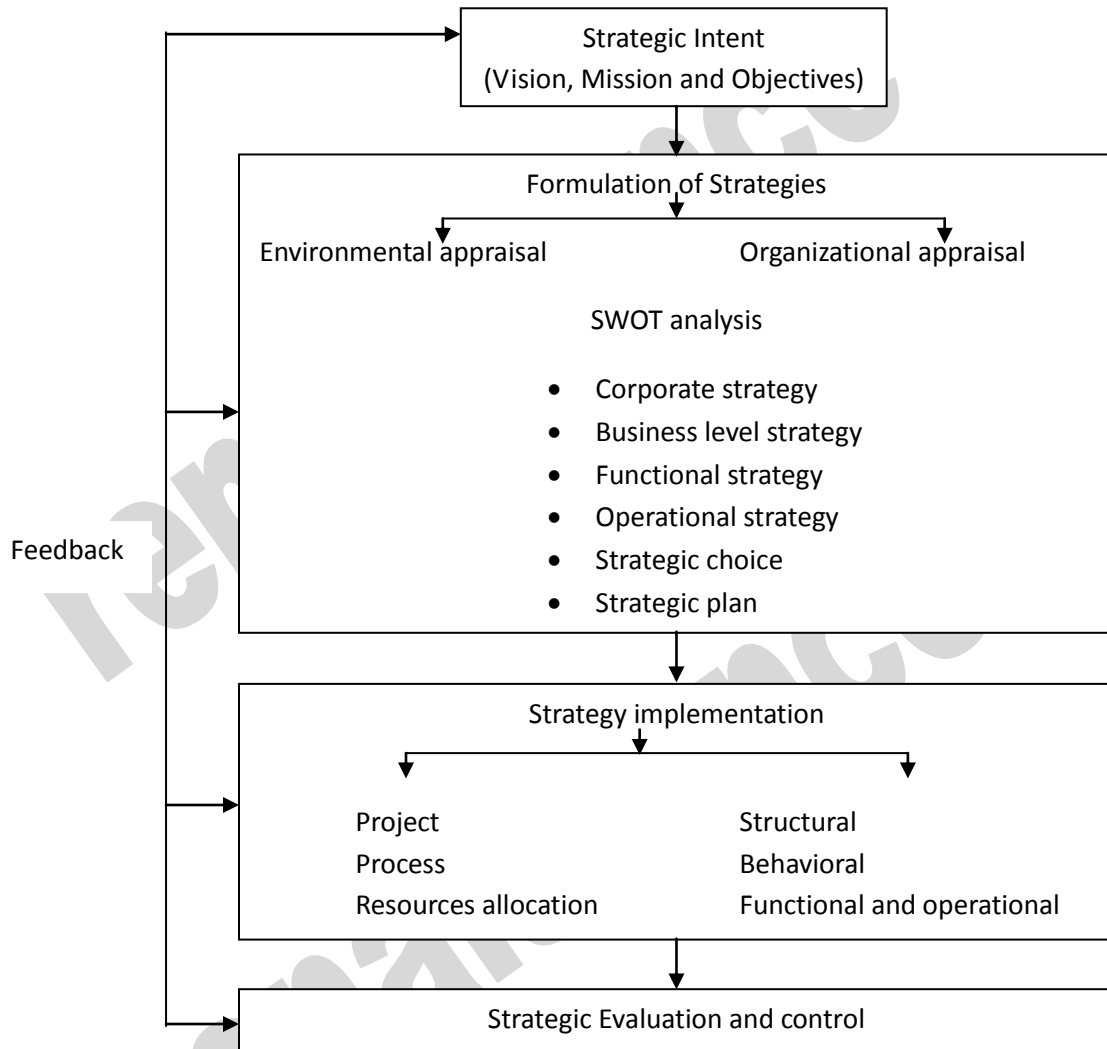 Strategic Intent
(Vision, Mission and Objectives)
Formulation of Strategies
Environmental appraisal
Organizational appraisal
SWOT analysis
• Corporate strategy
• Business level strategy
• Functional strategy
• Operational strategy
• Strategic choice
• Strategic plan
Feedback
Strategy implementation
Project
Structural
Process
Behavioral
Resources allocation
Functional and operational
Strategic Evaluation and control